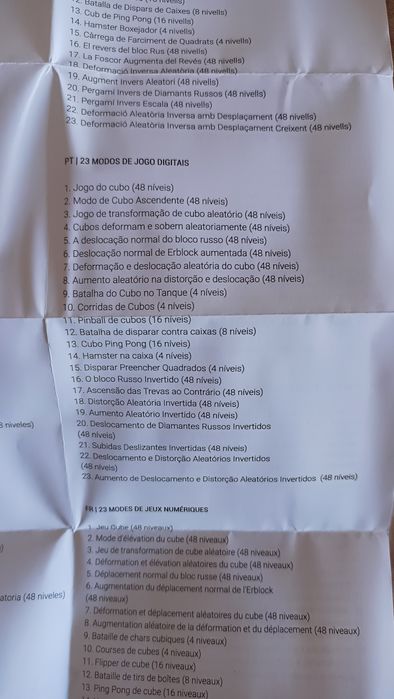 12. Batalla de Dispars de Caixes (8 nivells)
13. Cub de Ping Pong (16 nivells)
14. Hamster Boxejador (4 nivells)
15. Càrrega de Farciment de Quadrats (4 nivells)
16. El revers del bloc Rus (48 nivells)
17. La Foscor Augmenta del Revés (48 nivells)
18. Deformació Inversa Aleatòria (48 nivells)
19. Augment Invers Aleatori (48 nivells)
20. Pergamí Invers de Diamants Russos (48 nivells)
21. Pergamí Invers Escala (48 nivells)
22. Deformació Aleatòria Inversa amb Desplaçament (48 nivells)
23. Deformació Aleatòria Inversa amb Desplaçament Creixent (48 nivells)
PT | 23 MODOS DE JOGO DIGITAIS
1. Jogo do cubo (48 níveis)
2. Modo de Cubo Ascendente (48 níveis)
3. Jogo de transformação de cubo aleatório (48 níveis)
4. Cubos deformam e sobem aleatoriamente (48 níveis)
5. A deslocação normal do bloco russo (48 níveis)
6. Deslocação normal de Erblock aumentada (48 níveis)
7. Deformação e deslocação aleatória do cubo (48 níveis)
8. Aumento aleatório na distorção e deslocação (48 níveis)
9. Batalha do Cubo no Tanque (4 níveis)
10. Corridas de Cubos (4 níveis)
11. Pinball de cubos (16 níveis)
12. Batalha de disparar contra caixas (8 níveis)
13. Cubo Ping Pong (16 níveis)
14. Hamster na caixa (4 níveis)
15. Disparar Preencher Quadrados (4 níveis)
16. O bloco Russo Invertido (48 níveis)
17. Ascensão das Trevas ao Contrário (48 níveis)
18. Distorção Aleatória Invertida (48 níveis)
19. Aumento Aleatório Invertido (48 níveis)
20. Deslocamento de Diamantes Russos Invertidos
(48 níveis)
21. Subidas Deslizantes Invertidas (48 níveis)
22. Deslocamento e Distorção Aleatórios Invertidos
(48 níveis)
23. Aumento de Deslocamento e Distorção Aleatórios Invertidos (48 níveis)
FR | 23 MODES DE JEUX NUMÉRIQUES
1. Jeu Cube (48 niveaux)
2. Mode d'élévation du cube (48 niveaux)
3. Jeu de transformation de cube aléatoire (48 niveaux)
4. Déformation et élévation aléatoires du cube (48 niveaux)
5. Déplacement normal du bloc russe (48 niveaux)
6. Augmentation du déplacement normal de l'Erblock
(48 niveaux)
7. Déformation et déplacement aléatoires du cube (48 niveaux)
8. Augmentation aléatoire de la déformation et du déplacement (48 niveaux)
9. Bataille de chars cubiques (4 niveaux)
10. Courses de cubes (4 niveaux)
11. Flipper de cube (16 niveaux)
12. Bataille de tirs de boîtes (8 niveaux)
13. Ping Pong de cube (16 niveaux)
8 niveles)
atoria (48 niveles)